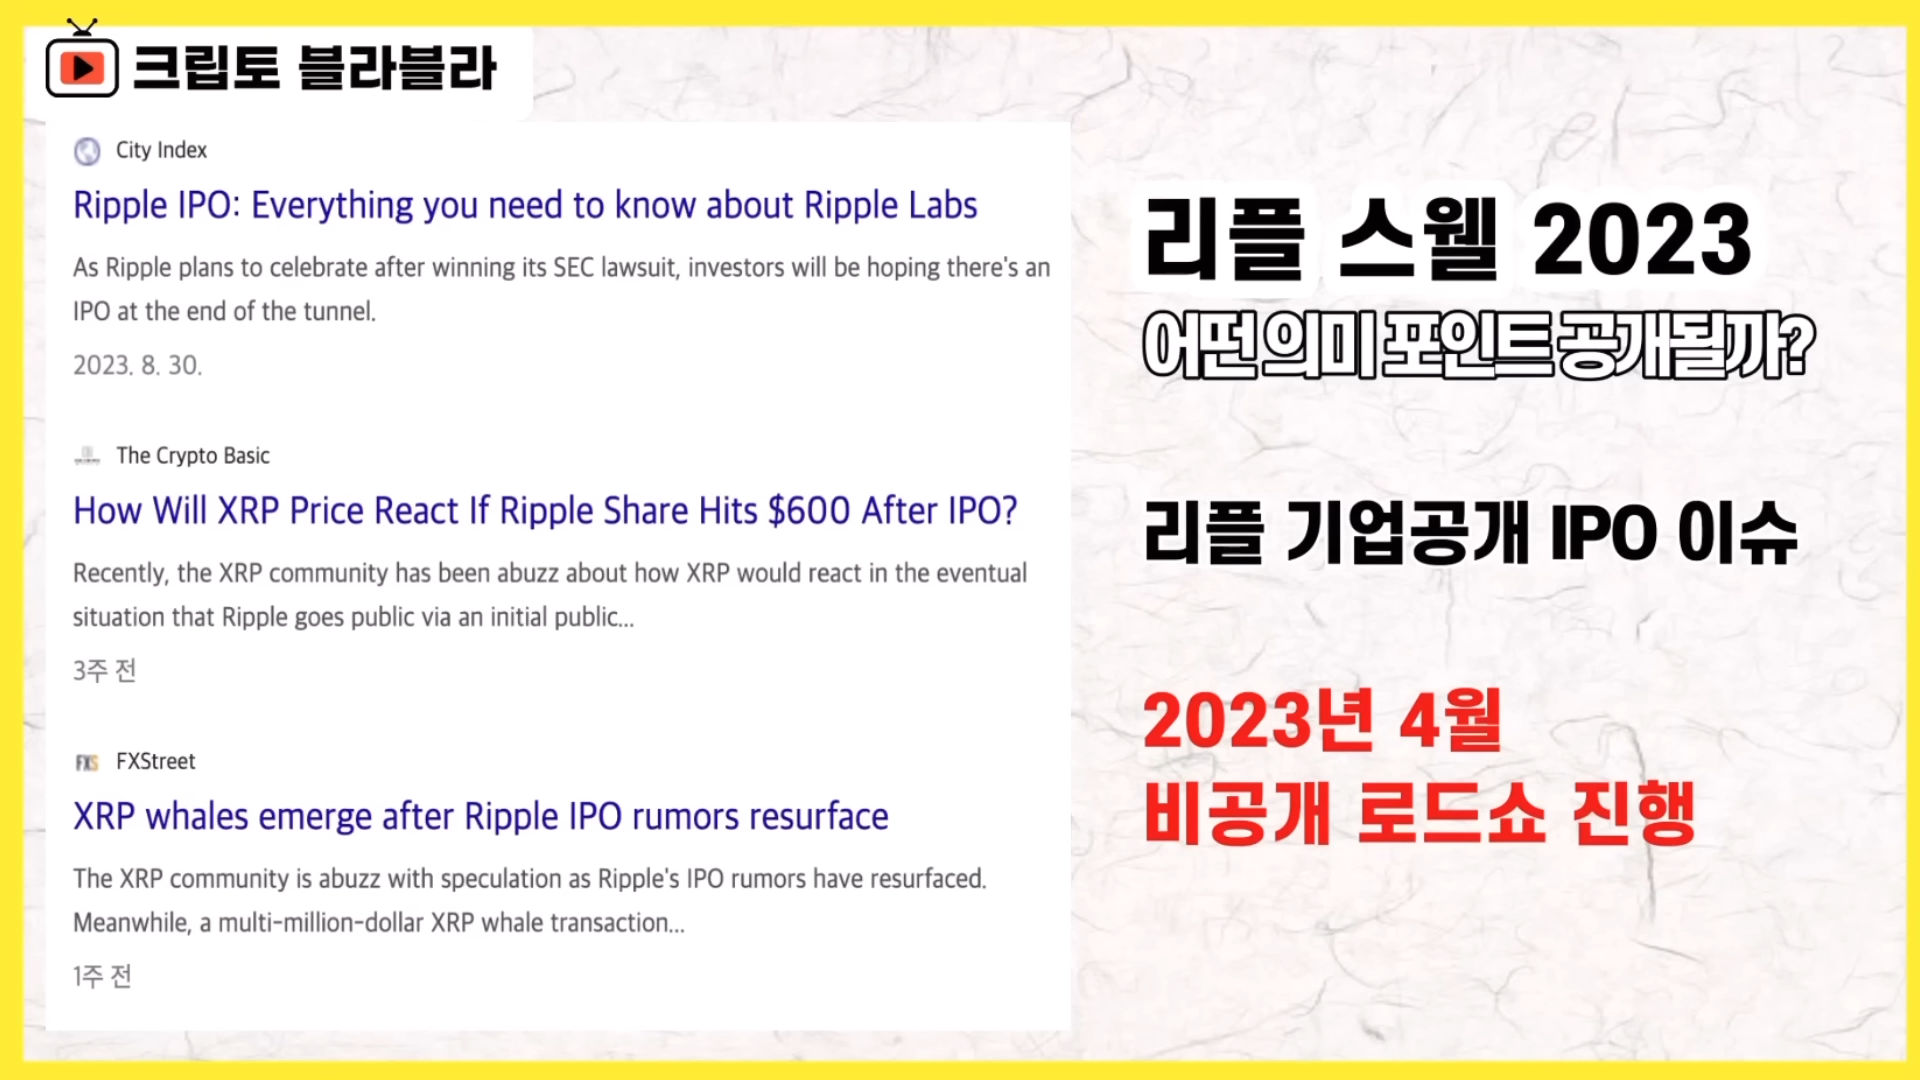 크립토 블라블라
City Index
Ripple IPO: Everything you need to know about Ripple Labs
As Ripple plans to celebrate after winning its SEC lawsuit, investors will be hoping there's an
IPO at the end of the tunnel.
2023. 8. 30.
The Crypto Basic
How Will XRP Price React If Ripple Share Hits $600 After IPO?
Recently, the XRP community has been abuzz about how XRP would react in the eventual
situation that Ripple goes public via an initial public...
3주 전
FXS
FXStreet
XRP whales emerge after Ripple IPO rumors resurface
The XRP community is abuzz with speculation as Ripple's IPO rumors have resurfaced.
Meanwhile, a multi-million-dollar XRP whale transaction...
1주 전
리플 스웰 2023
어떤 의미 포인트 공개될까?
리플 기업공개 IPO 이슈
2023년 4월
비공개 로드쇼 진행